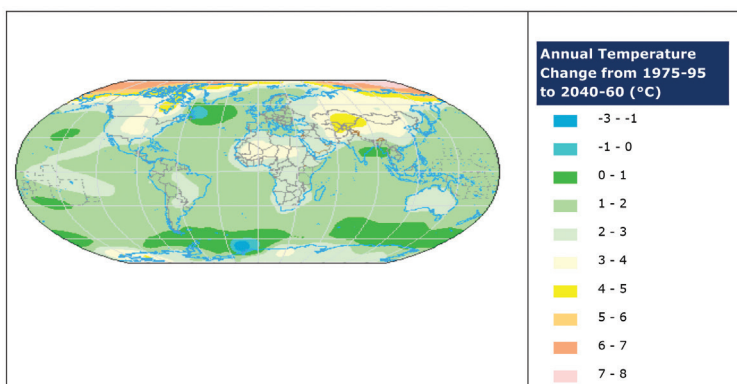 Annual Temperature
Change from 1975-95
to 2040-60 (°C)
-3 - -1
-1 - 0
0 - 1
1 - 2
2 - 3
3 - 4
4 - 5
5 - 6
6 - 7
7 - 8